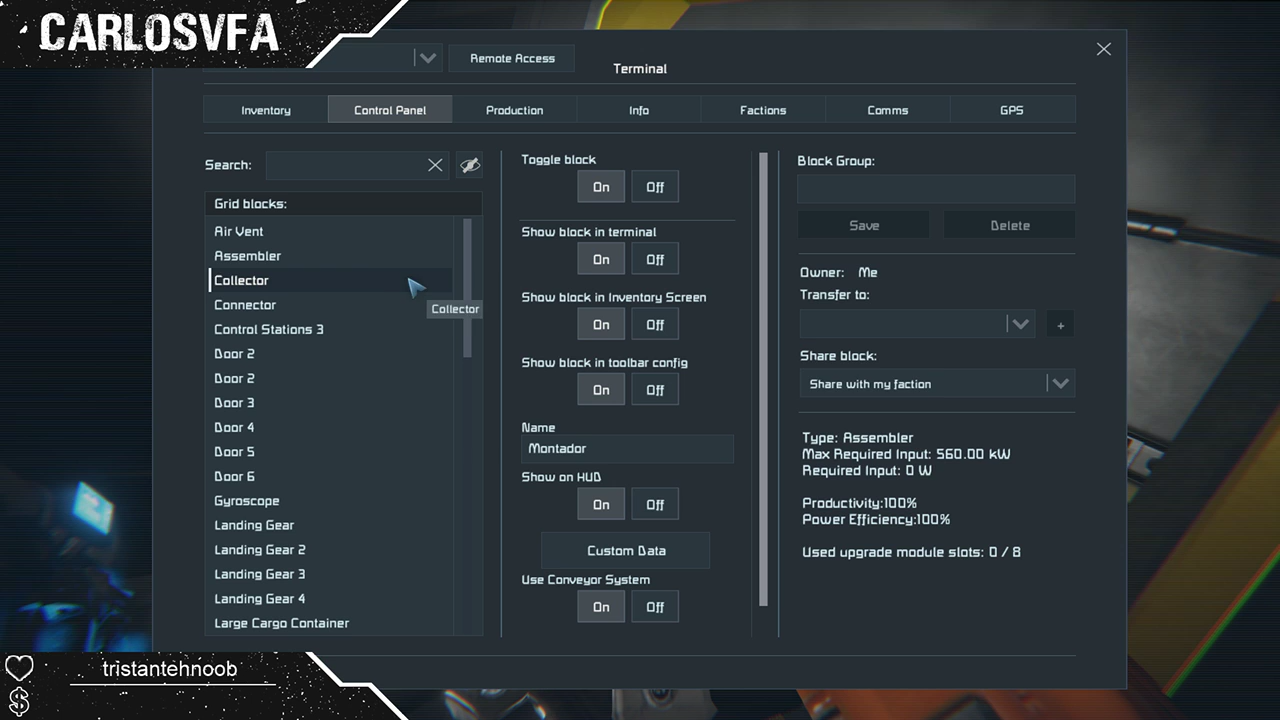 CARLOSVFA
Remote Access
Terminal
Inventory
Control Panel
Production
Info
Factions
Comms
GPS
Search:
Grid blocks:
Air Vent
Assembler
Collector
Connector
Control Stations 3
Door 2
Door 2
Door 3
Door 4
Door 5
Door 6
Gyroscope
Landing Gear
Landing Gear 2
Landing Gear 3
Landing Gear 4
Large Cargo Container
Collector
Toggle block
On Off
Show block in terminal
On Off
Show block in Inventory Screen
On Off
Show block in toolbar config
On Off
Name
Montador
Show on HUD
On Off
Custom Data
Use Conveyor System
On Off
Block Group:
Save Delete
Owner: Me
Transfer to:
+
Share block:
Share with my faction
Type: Assembler
Max Required Input: 560.00 kW
Required Input: 0 W
Productivity:100%
Power Efficiency:100%
Used upgrade module slots: 0 / 8
tristantehnoob
$